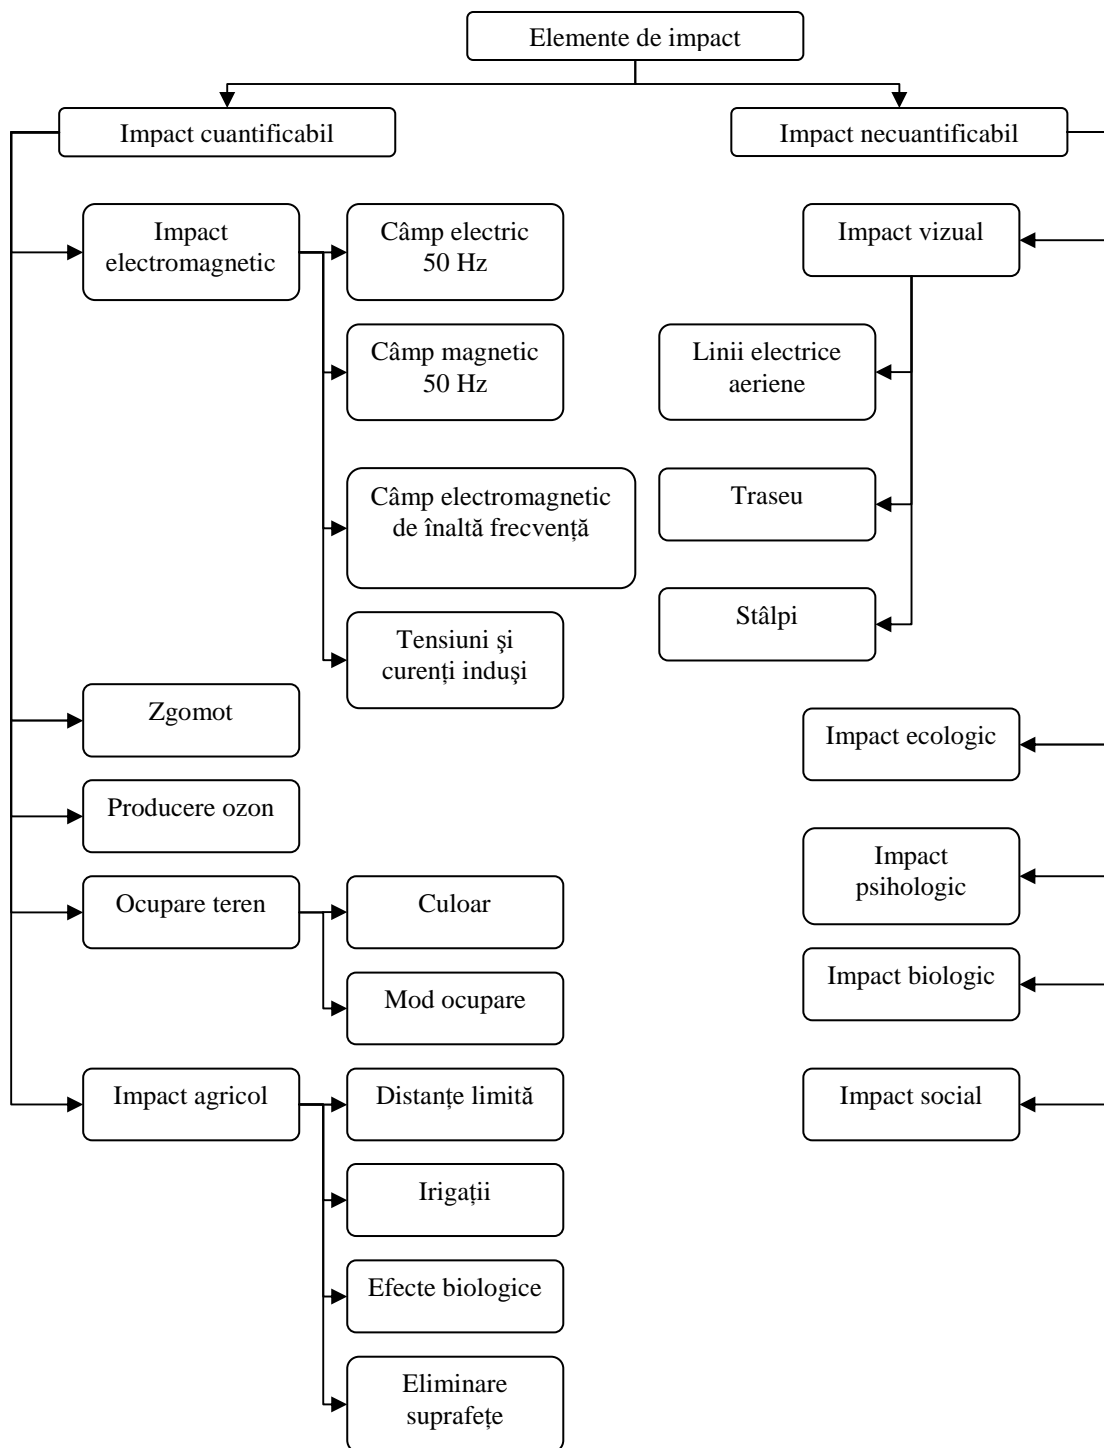 Elemente de impact
Impact cuantificabil
Impact necuantificabil
Impact
electromagnetic
Câmp electric
50 Hz
Impact vizual
Câmp magnetic
50 Hz
Linii electrice
aeriene
Câmp electromagnetic
de înaltă frecvență
Traseu
Stâlpi
Tensiuni şi
curenți induşi
Zgomot
Impact ecologic
Producere ozon
Impact
psihologic
Ocupare teren
Culoar
Impact biologic
Mod ocupare
Impact agricol
Distanțe limită
Impact social
Irigații
Efecte biologice
Eliminare
suprafețe